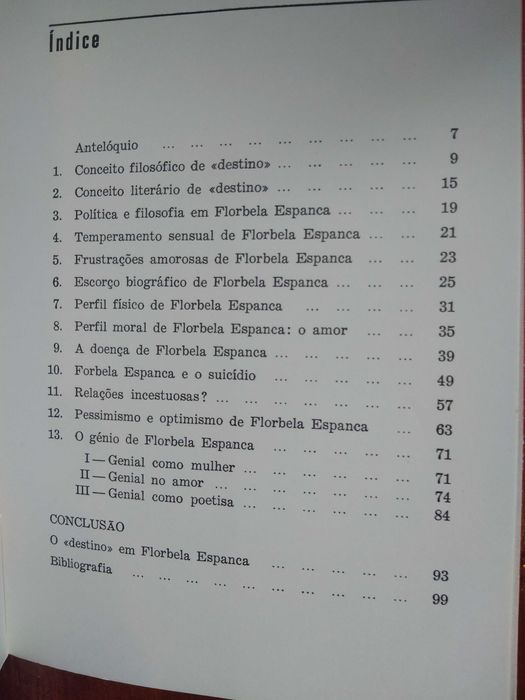 Índice
Antelóquio ... ... ... ... ... ... ... ... ... 7
1. Conceito filosófico de «destino» ... ... ... ... ... 9
2. Conceito literário de «destino» ... ... ... ... ... 15
3. Política e filosofia em Florbela Espanca ... ... ... 19
4. Temperamento sensual de Florbela Espanca ... ... 21
5. Frustrações amorosas de Florbela Espanca ... ... 23
6. Escorço biográfico de Florbela Espanca ... ... ... 25
7. Perfil físico de Florbela Espanca ... ... ... ... 31
8. Perfil moral de Florbela Espanca: o amor ... ... 35
9. A doença de Florbela Espanca ... ... ... ... ... 39
10. Forbela Espanca e o suicídio ... ... ... ... ... 49
11. Relações incestuosas? ... ... ... ... ... ... ... 57
12. Pessimismo e optimismo de Florbela Espanca ... 63
13. O génio de Florbela Espanca ... ... ... ... ... 71
I — Genial como mulher ... ... ... ... ... ... 71
II — Genial no amor ... ... ... ... ... ... ... 74
III — Genial como poetisa ... ... ... ... ... ... 84
CONCLUSÃO
O «destino» em Florbela Espanca ... ... ... ... ... 93
Bibliografia ... ... ... ... ... ... ... ... ... ... 99